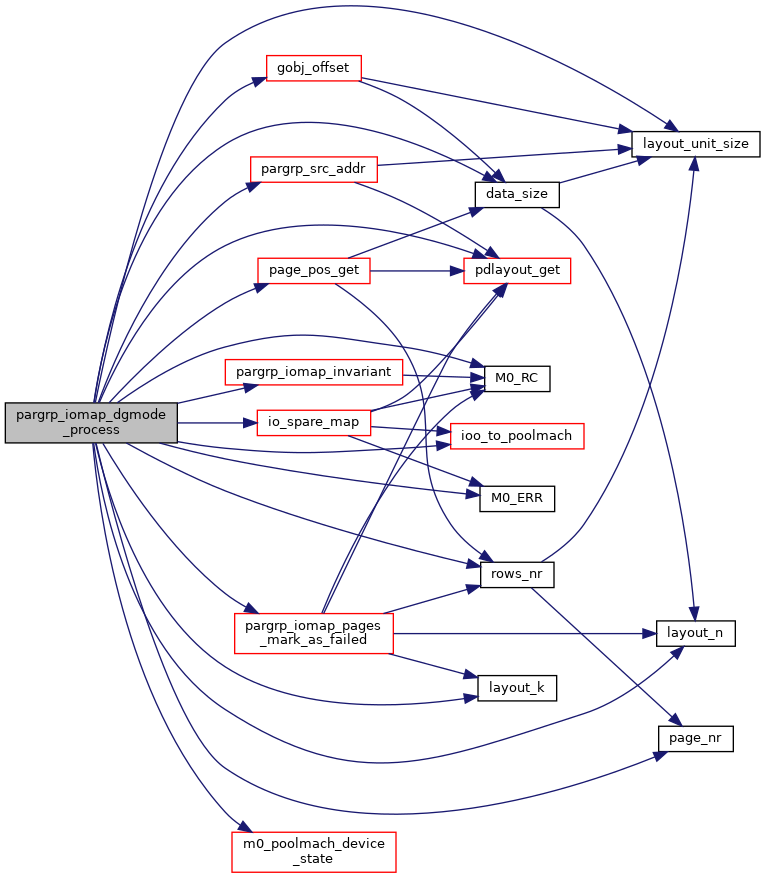 gobj_offset
layout_unit_size
pargrp_src_addr
data_size
page_pos_get
pdlayout_get
pargrp_iomap_invariant
M0_RC
pargrp_iomap_dgmode
_process
io_spare_map
ioo_to_poolmach
M0_ERR
rows_nr
pargrp_iomap_pages
_mark_as_failed
layout_n
layout_k
page_nr
m0_poolmach_device
_state